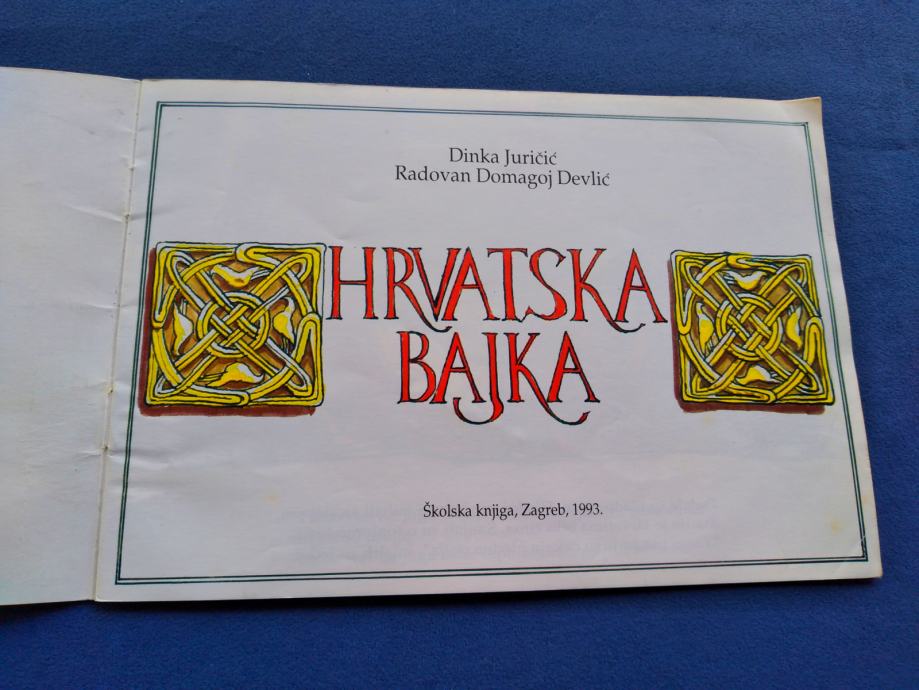 Dinka Juričić
Radovan Domagoj Devlić
HRVATSKA
BAJKA
Školska knjiga, Zagreb, 1993.